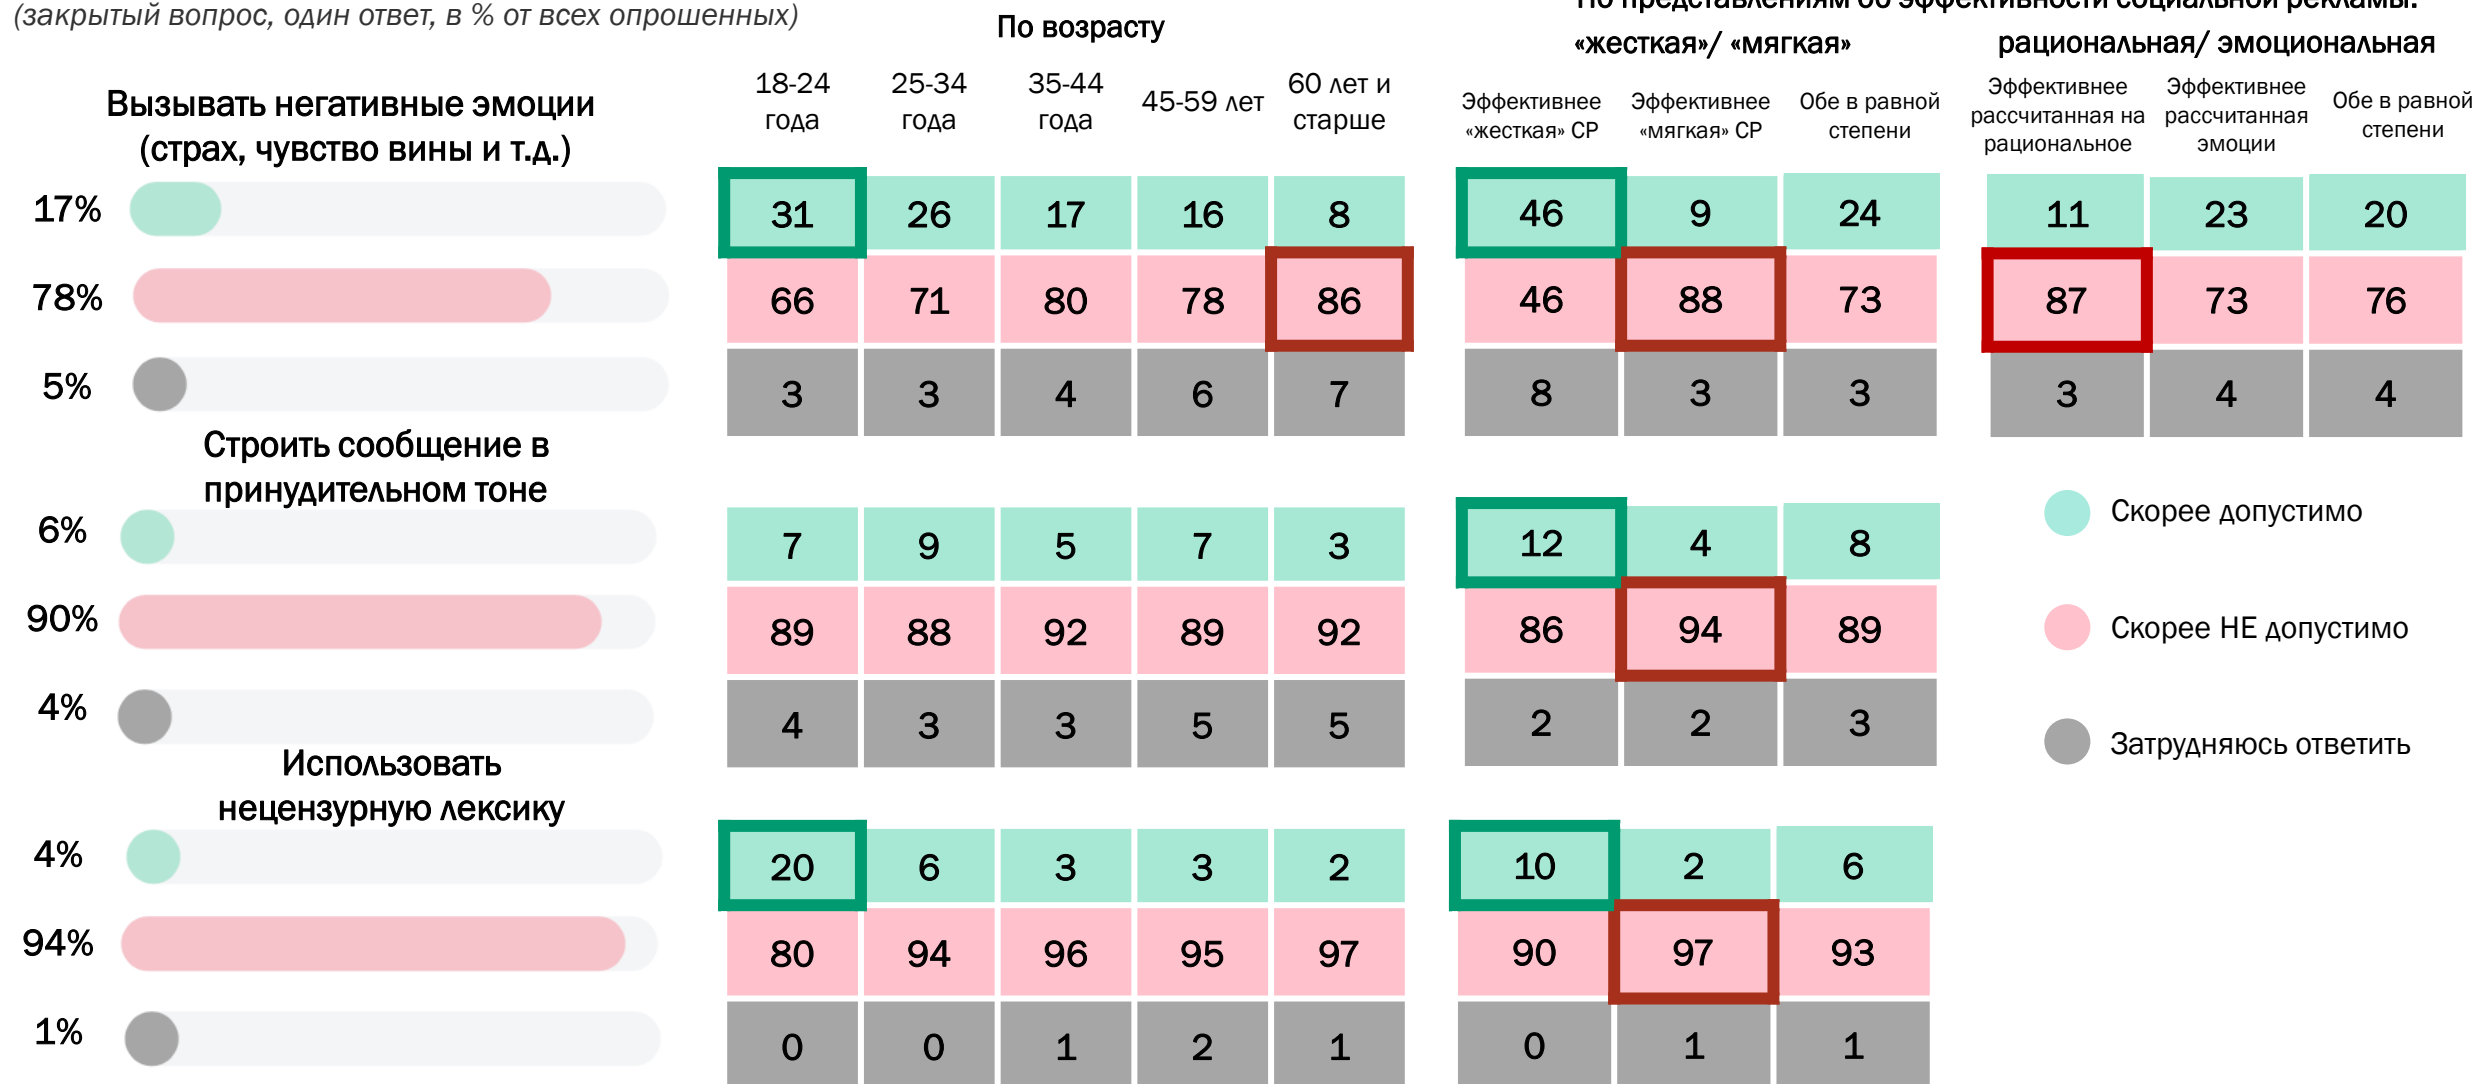 (закрытый вопрос, один ответ, в % от всех опрошенных)
По возрасту
По представлениям об эффективности социальной рекламы:
«жесткая»/ «мягкая»
рациональная/ эмоциональная
18-24 года
25-34 года
35-44 года
45-59 лет
60 лет и старше
Эффективнее «жесткая» СР
Эффективнее «мягкая» СР
Обе в равной степени
Эффективнее рассчитанная на рациональное
Эффективнее рассчитанная эмоции
Обе в равной степени
Вызывать негативные эмоции
(страх, чувство вины и т.д.)
17% 31 26 17 16 8 46 9 24 11 23 20
78% 66 71 80 78 86 46 88 73 87 73 76
5% 3 3 4 6 7 8 3 3 3 4 4
Строить сообщение в
принудительном тоне
6% 7 9 5 7 3 12 4 8
90% 89 88 92 89 92 86 94 89
4% 4 3 3 5 5 2 2 3
Скорее допустимо
Скорее НЕ допустимо
Затрудняюсь ответить
Использовать
нецензурную лексику
4% 20 6 3 3 2 10 2 6
94% 80 94 96 95 97 90 97 93
1% 0 0 1 2 1 0 1 1